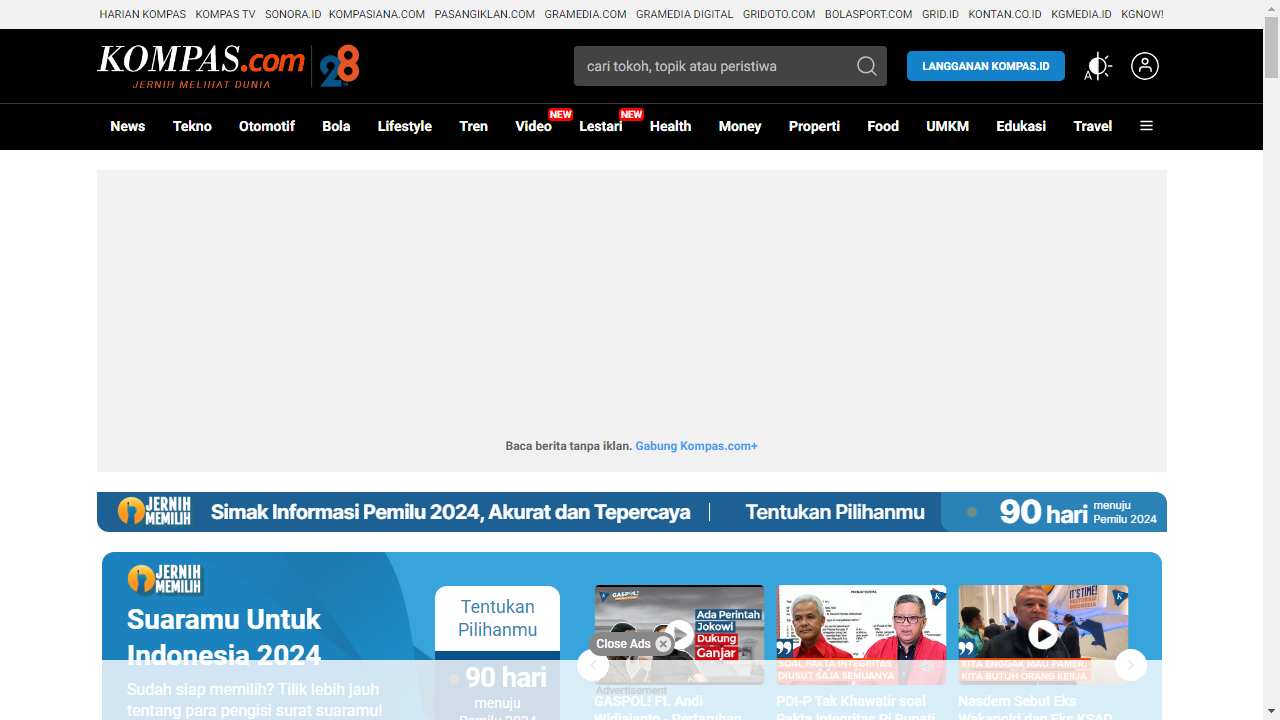 HARIAN KOMPAS KOMPAS TV SONORA.ID KOMPASIANA.COM PASANGIKLAN.COM GRAMEDIA.COM GRAMEDIA DIGITAL GRIDOTO.COM BOLASPORT.COM GRID.ID KONTAN.CO.ID KGMEDIA.ID KGNOW!
KOMPAS.com 28
JERNIH MELIHAT DUNIA
cari tokoh, topik atau peristiwa
LANGGANAN KOMPAS.ID
A
NEW NEW
News Tekno Otomotif Bola Lifestyle Tren Video Lestari Health Money Properti Food UMKM Edukasi Travel
Baca berita tanpa iklan. Gabung Kompas.com+
JERNIH MEMILIH
Simak Informasi Pemilu 2024, Akurat dan Tepercaya
Tentukan Pilihanmu
90 hari menuju Pemilu 2024
JERNIH MEMILIH
Suaramu Untuk
Indonesia 2024
Sudah siap memilih? Tilik lebih jauh
tentang para pengisi surat suaramu!
Tentukan
Pilihanmu
90 hari
menuju
Pemilu 2024
GASPOL!
Ada Perintah
Jokowi
Dukung
Ganjar
Close Ads
Advertisement
GASPOL! Ft. Andi
Widjajanto - Pertaruhan
SOAL PAKTA INTEGRITAS
DIUSUT SAJA SEMUANYA
PDI-P Tak Khawatir soal
Pakta Integritas Pj Bupati
IT'S TIME!
KITA ENGGAK MAU PAMER,
KITA BUTUH ORANG KERJA
Nasdem Sebut Eks
Wakapolri dan Eks KSAD